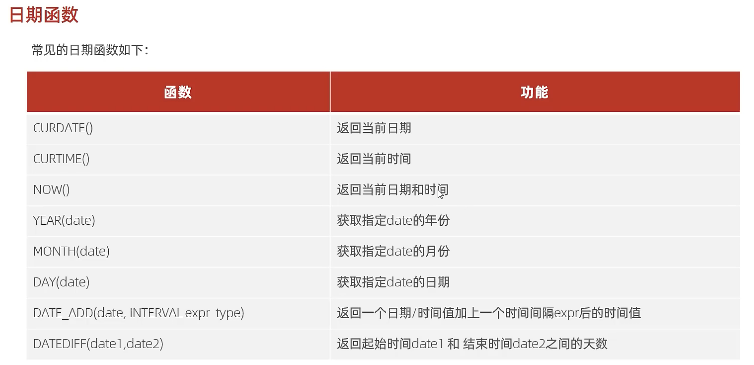 日期函数
常见的日期函数如下：
函数 功能
CURDATE() 返回当前日期
CURTIME() 返回当前时间
NOW() 返回当前日期和时间
YEAR(date) 获取指定date的年份
MONTH(date) 获取指定date的月份
DAY(date) 获取指定date的日期
DATE_ADD(date, INTERVAL expr type) 返回一个日期/时间值加上一个时间间隔expr后的时间值
DATEDIFF(date1,date2) 返回起始时间date1 和 结束时间date2之间的天数